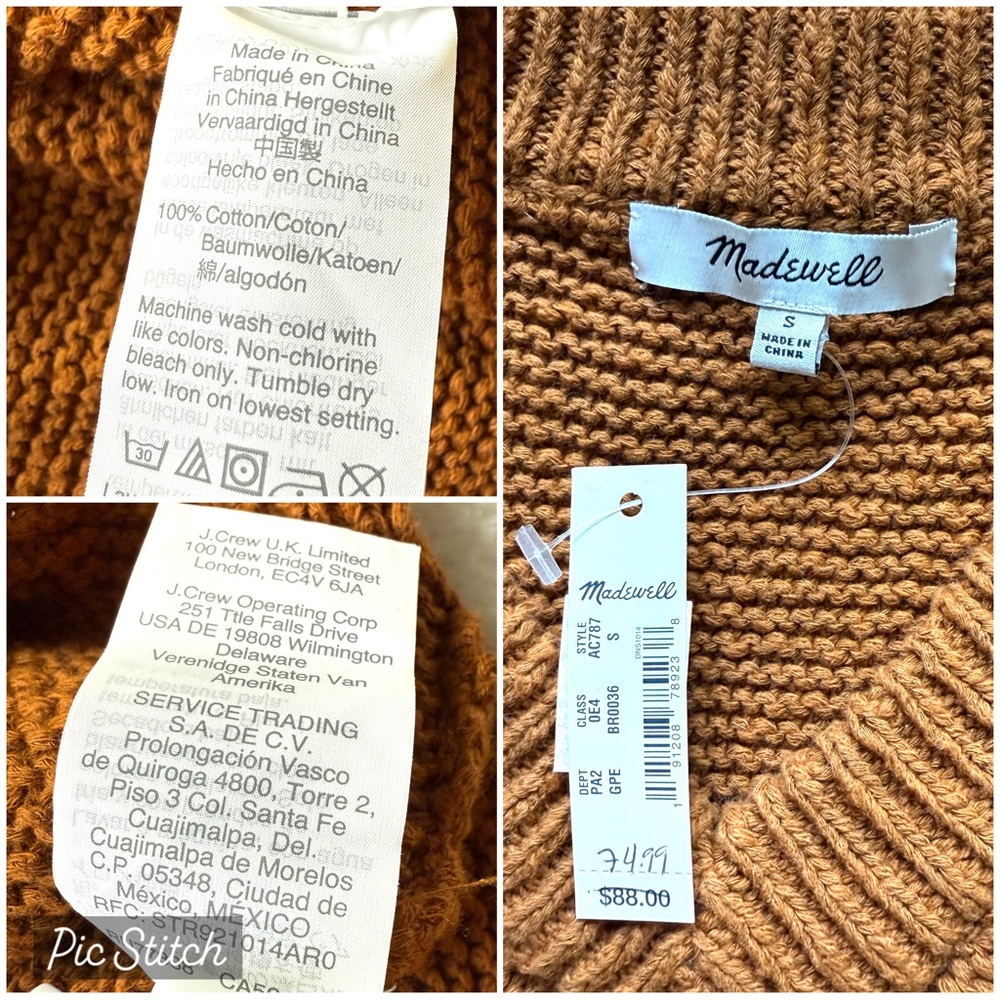 Made in China
Fabriqué en Chine
in China Hergestellt
Vervaardigd in China
中国製
Hecho en China
100% Cotton/Coton/
Baumwolle/Katoen/
綿/algodón
Machine wash cold with
like colors. Non-chlorine
bleach only. Tumble dry
low. Iron on lowest setting.
30
J.Crew U.K. Limited
100 New Bridge Street
London, EC4V 6JA
J.Crew Operating Corp
251 Ttle Falls Drive
USA DE 19808 Wilmington
Delaware
Verenidge Staten Van
Amerika
SERVICE TRADING
S.A. DE C.V.
Prolongación Vasco
de Quiroga 4800, Torre 2,
Piso 3 Col. Santa Fe
Cuajimalpa, Del.
Cuajimalpa de Morelos
C.P. 05348, Ciudad de
México, MÉXICO
RFC: STR921014AR0
Pic Stitch
Madewell
S
MADE IN
CHINA
Madewell
STYLE
AC787 S
CLASS
0E4 BR0036
DEPT
PA2 GPE
DNS1014
1 91208 78923 8
74.99
$88.00